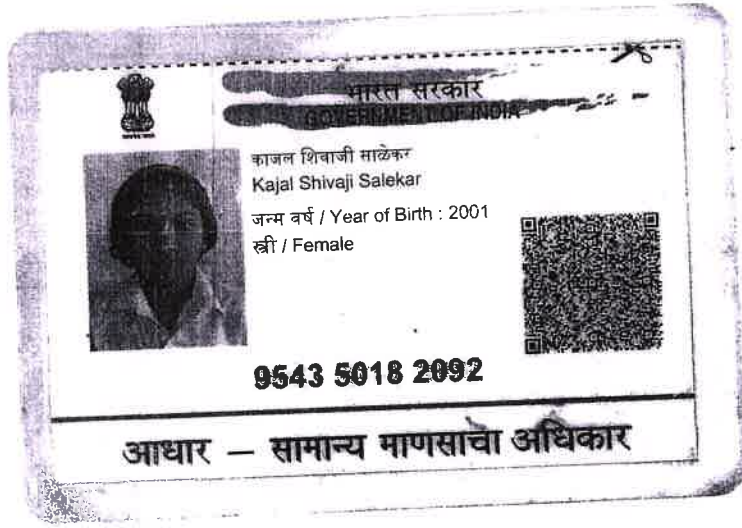 भारत सरकार
GOVERNMENT OF INDIA
काजल शिवाजी साळेकर
Kajal Shivaji Salekar
जन्म वर्ष / Year of Birth : 2001
स्त्री / Female
9543 5018 2092
आधार – सामान्य माणसाचा अधिकार